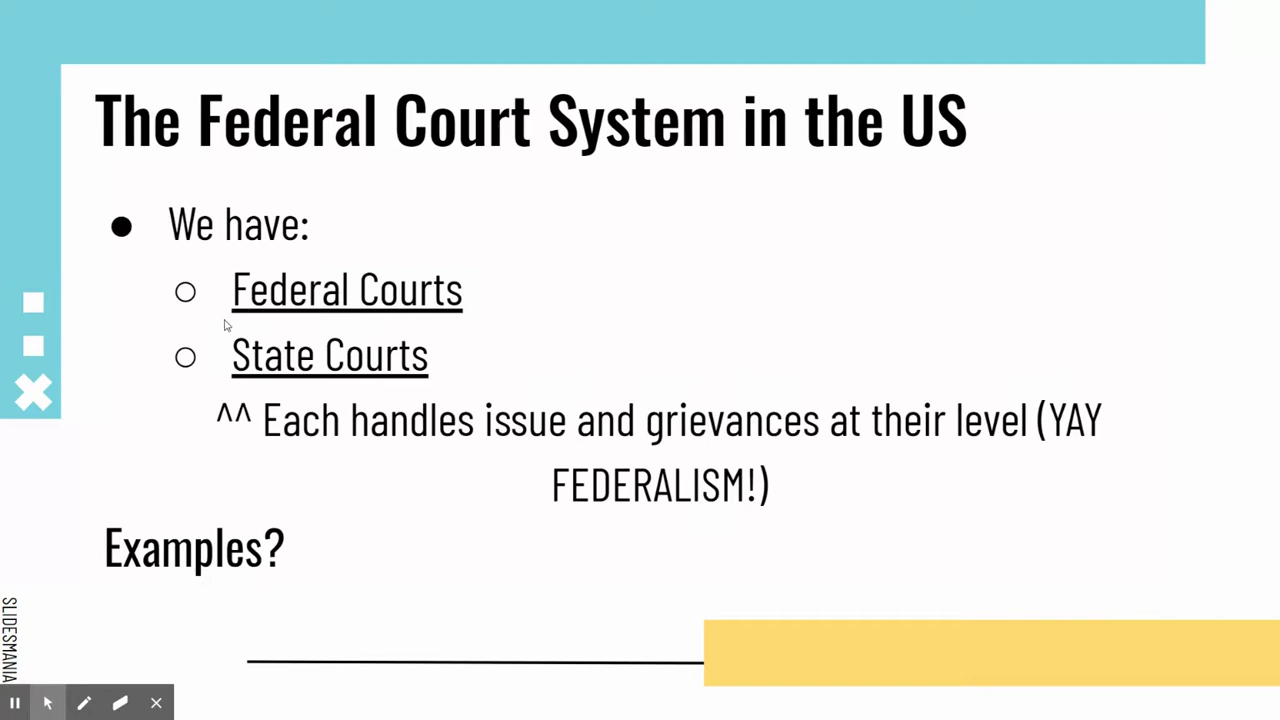 The Federal Court System in the US
● We have:
○ Federal Courts
○ State Courts
^^ Each handles issue and grievances at their level (YAY
FEDERALISM!)
Examples?
SLIDESMANIA